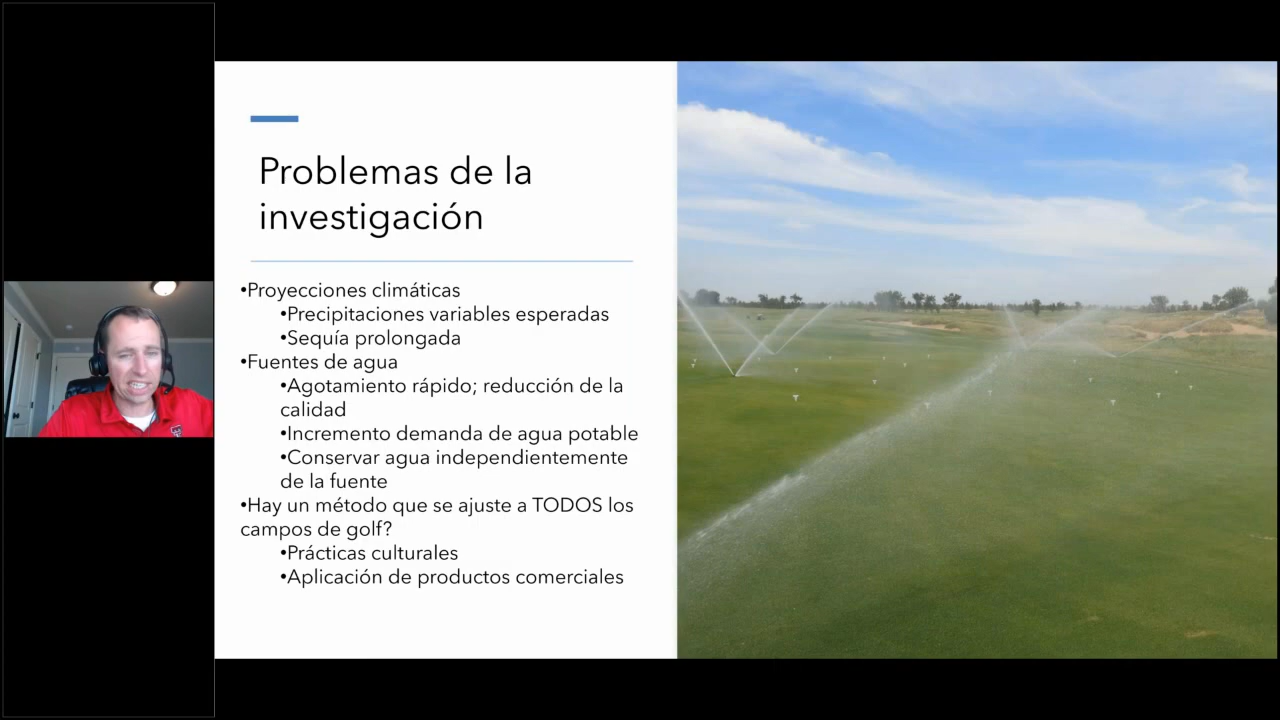 Problemas de la
investigación
•Proyecciones climáticas
•Precipitaciones variables esperadas
•Sequía prolongada
•Fuentes de agua
•Agotamiento rápido; reducción de la
calidad
•Incremento demanda de agua potable
•Conservar agua independientemente
de la fuente
•Hay un método que se ajuste a TODOS los
campos de golf?
•Prácticas culturales
•Aplicación de productos comerciales